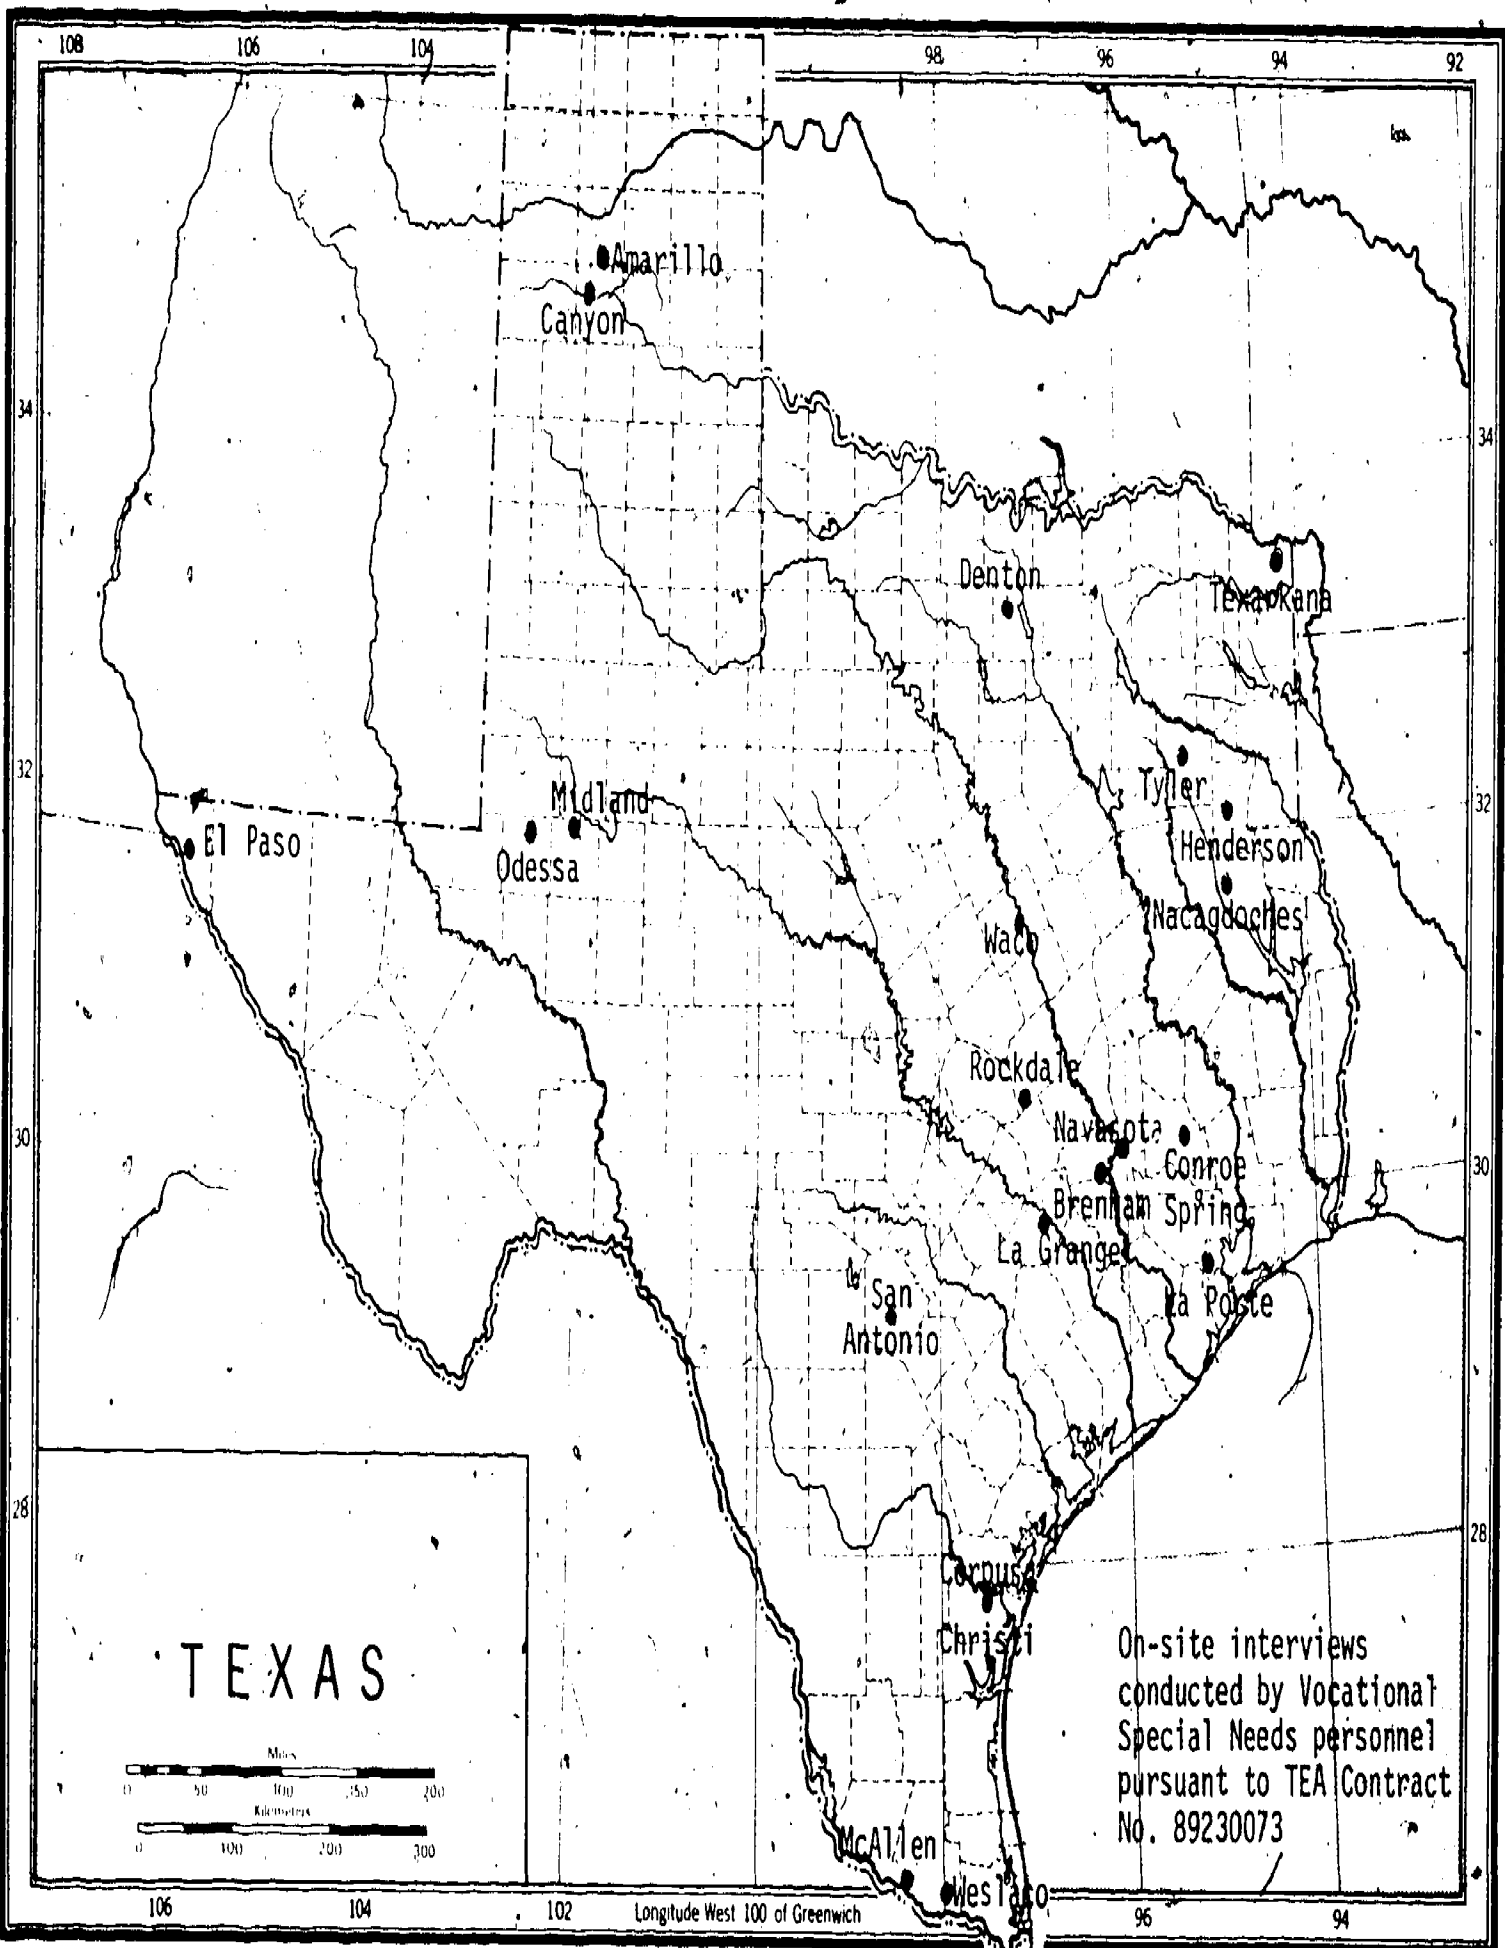 108 106 104 98 96 94 92
Amarillo
Canyon
34 34
Denton
Texarkana
32 32
Tyler
Midland
Henderson
El Paso
Odessa
Nacagdoches
Waco
Rockdale
Navasota
30 30
Conroe
Brenham Spring
La Grange
San
La Porte
Antonio
28 28
Corpus
Christi
On-site interviews
conducted by Vocational
TEXAS
Special Needs personnel
Miles
pursuant to TEA Contract
0 50 100 150 200
Kilometers
No. 89230073
0 100 200 300
McAllen
Weslaco
106 104 102 Longitude West 100 of Greenwich 96 94